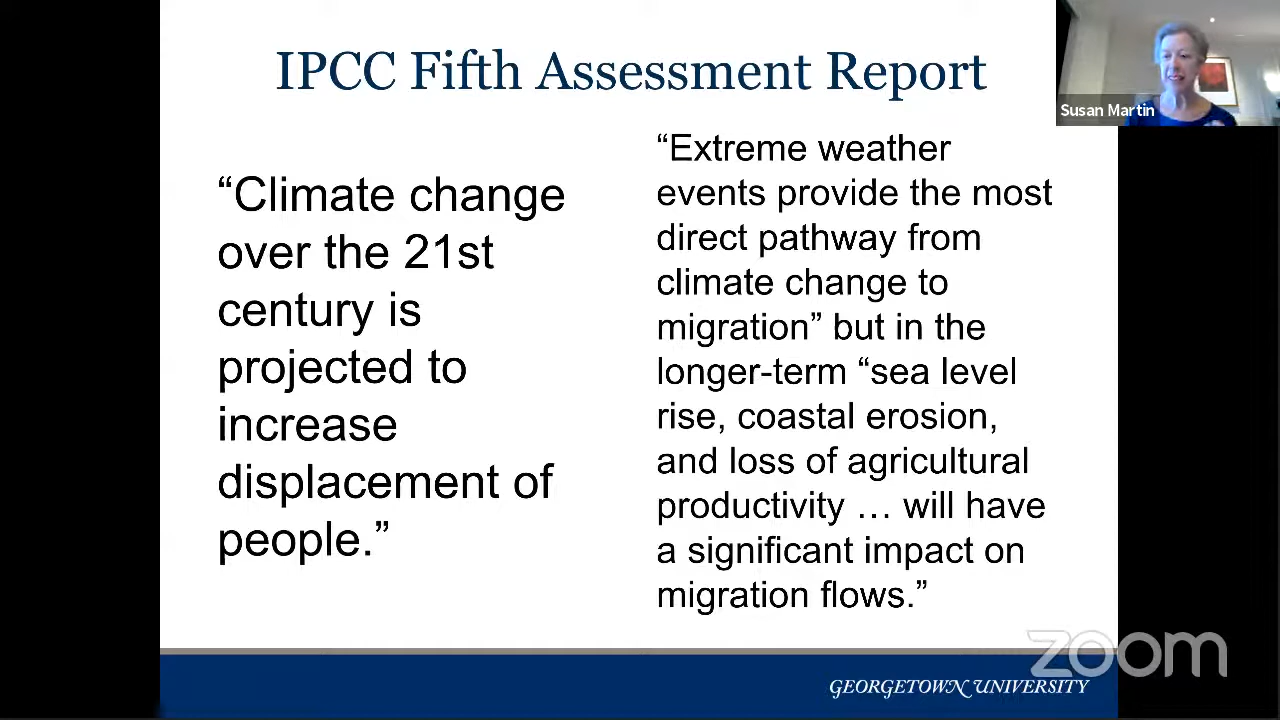 IPCC Fifth Assessment Report
Susan Martin
“Climate change
over the 21st
century is
projected to
increase
displacement of
people.”
“Extreme weather
events provide the most
direct pathway from
climate change to
migration” but in the
longer-term “sea level
rise, coastal erosion,
and loss of agricultural
productivity … will have
a significant impact on
migration flows.”
zoom
GEORGETOWN UNIVERSITY